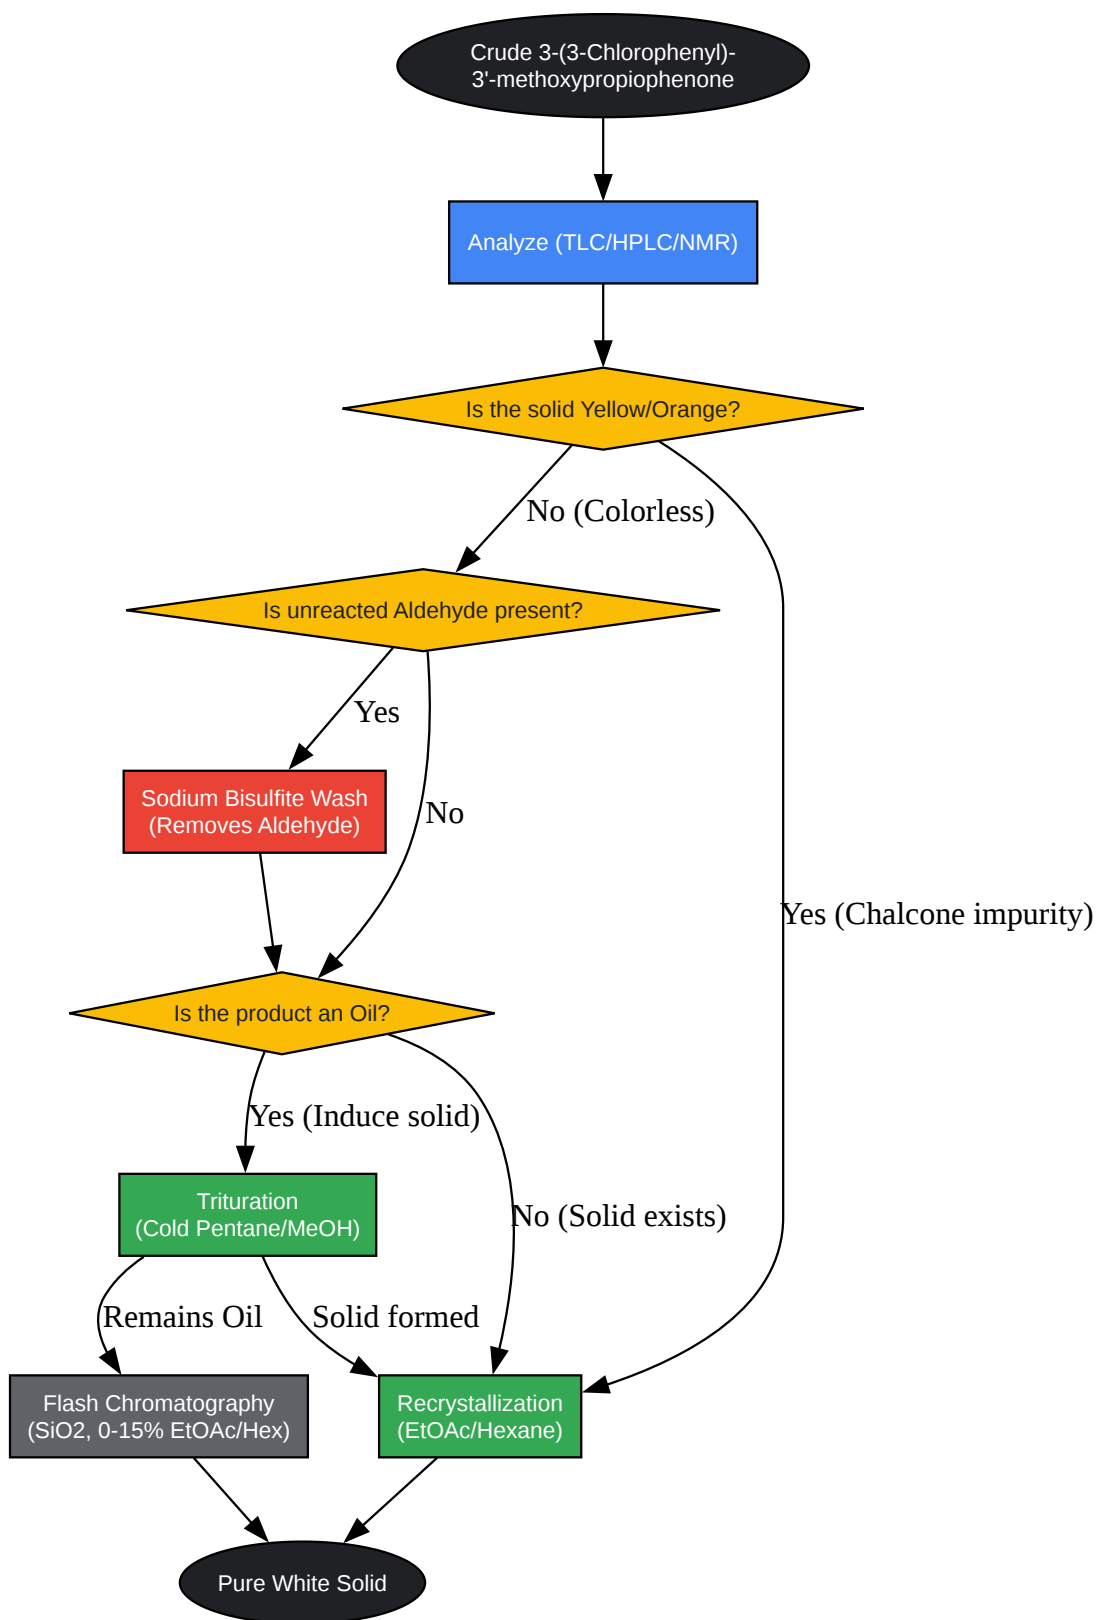 Crude 3-(3-Chlorophenyl)-
3'-methoxypropiophenone
Analyze (TLC/HPLC/NMR)
Is the solid Yellow/Orange?
No (Colorless)
Is unreacted Aldehyde present?
Yes
Sodium Bisulfite Wash
(Removes Aldehyde)
No
Yes (Chalcone impurity)
Is the product an Oil?
Yes (Induce solid)
Trituration
(Cold Pentane/MeOH)
No (Solid exists)
Remains Oil
Solid formed
Flash Chromatography
(SiO2, 0-15% EtOAc/Hex)
Recrystallization
(EtOAc/Hexane)
Pure White Solid